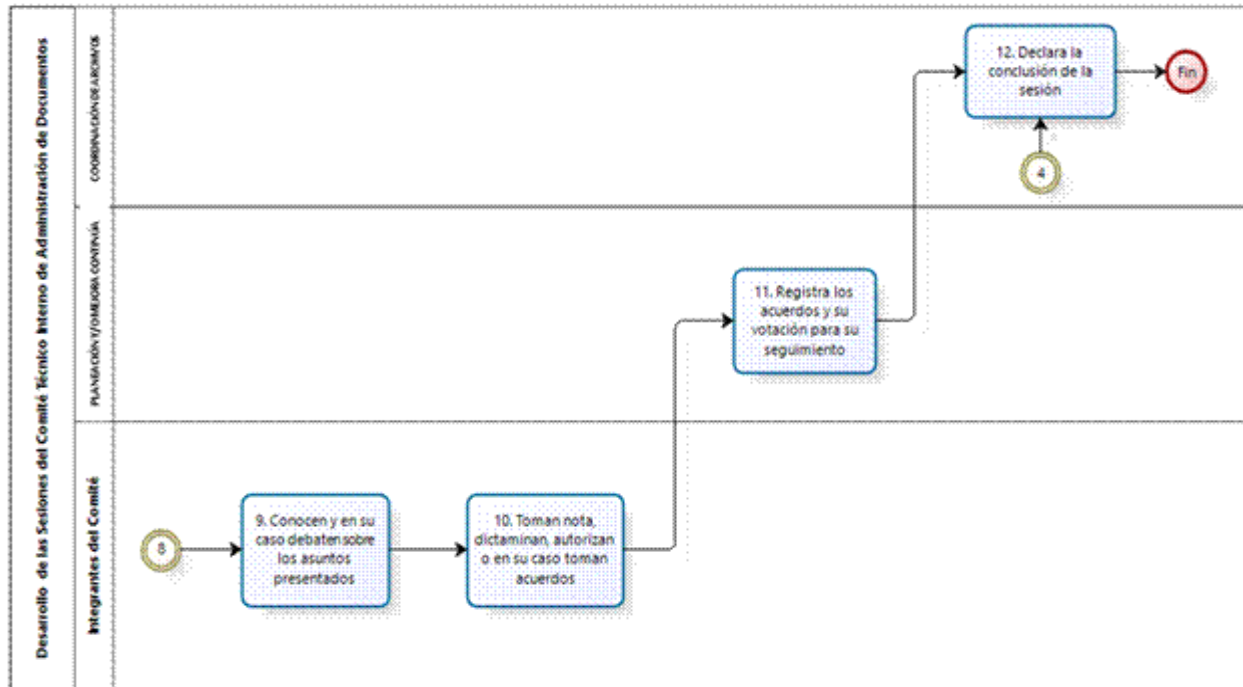 Desarrollo de las Sesiones del Comité Técnico Interno de Administración de Documentos
COORDINACIÓN DE ARCHIVOS
12. Declara la
conclusión de la
sesión
Fin
4
PLANEACIÓN Y/O MEJORA CONTINÚA
11. Registra los
acuerdos y su
votación para su
seguimiento
Integrantes del Comité
8
9. Conocen y en su
caso debaten sobre
los asuntos
presentados
10. Toman nota,
dictaminan, autorizan
o en su caso toman
acuerdos